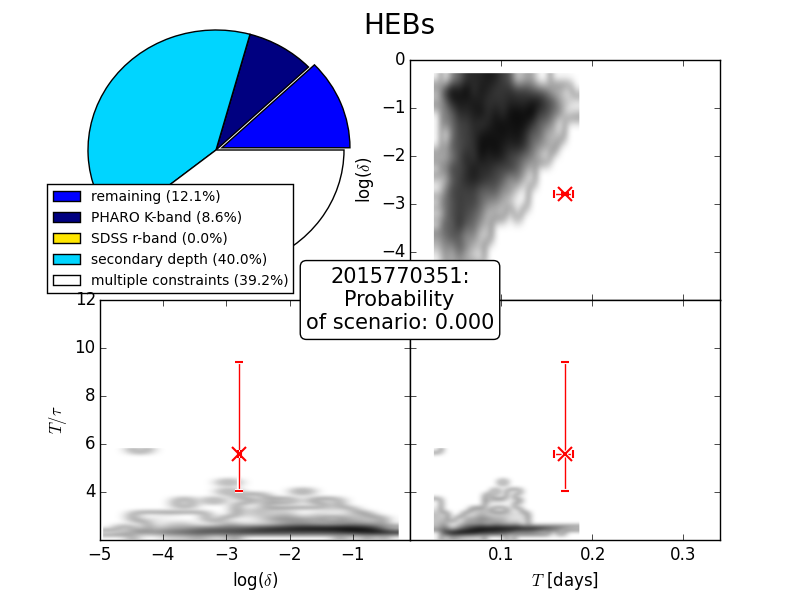 HEBs
remaining (12.1%)
PHARO K-band (8.6%)
SDSS r-band (0.0%)
secondary depth (40.0%)
multiple constraints (39.2%)
0
−1
−2
−3
−4
log(δ)
2015770351:
Probability
of scenario: 0.000
12
10
8
6
4
T/τ
−5 −4 −3 −2 −1
log(δ)
0.1 0.2 0.3
T [days]